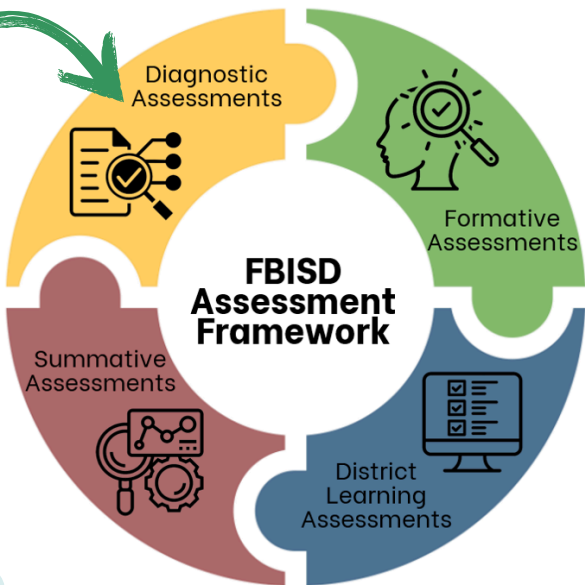 Diagnostic
Assessments
Formative
Assessments
FBISD
Assessment
Framework
Summative
Assessments
District
Learning
Assessments